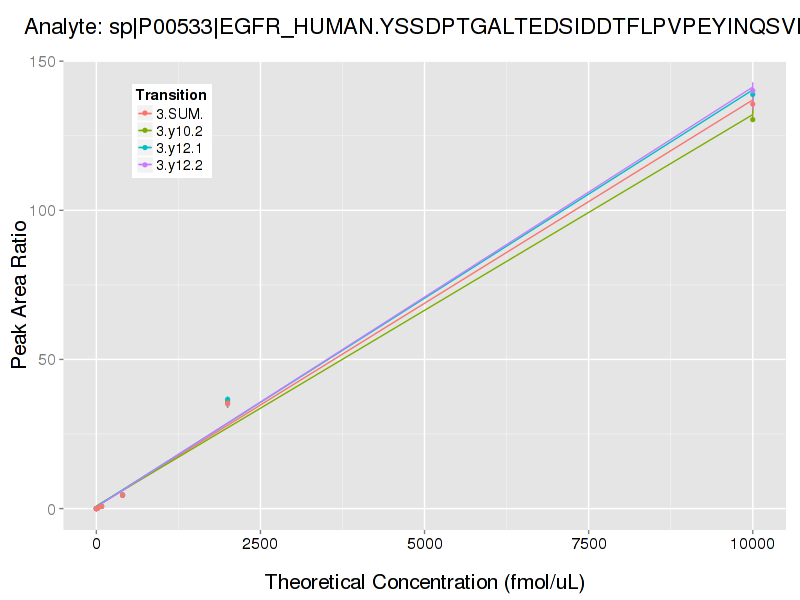 Analyte: sp|P00533|EGFR_HUMAN.YSSDPTGALTEDSIDDTFLPVPEYINQSVI
150
100
50
0
Peak Area Ratio
Transition
3.SUM.
3.y10.2
3.y12.1
3.y12.2
0 2500 5000 7500 10000
Theoretical Concentration (fmol/uL)